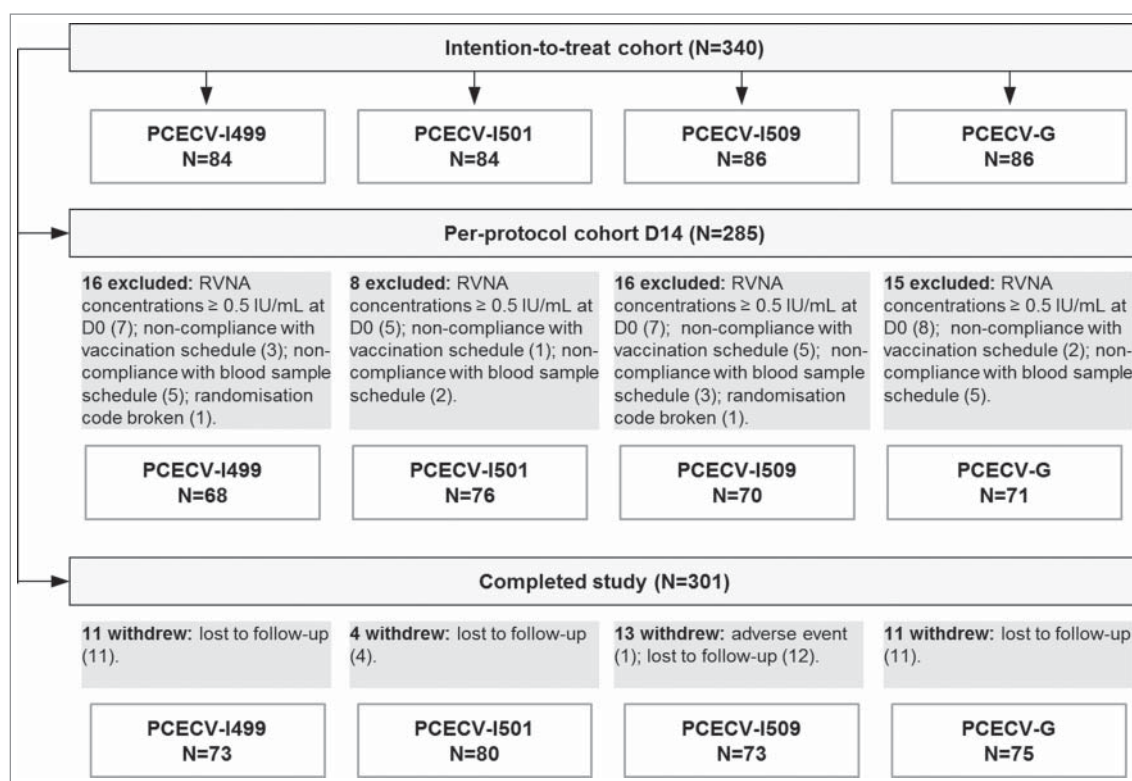 Intention-to-treat cohort (N=340)
PCECV-I499
N=84
PCECV-I501
N=84
PCECV-I509
N=86
PCECV-G
N=86
Per-protocol cohort D14 (N=285)
16 excluded: RVNA
concentrations ≥ 0.5 IU/mL at
D0 (7); non-compliance with
vaccination schedule (3); non-
compliance with blood sample
schedule (5); randomisation
code broken (1).
8 excluded: RVNA
concentrations ≥ 0.5 IU/mL at
D0 (5); non-compliance with
vaccination schedule (1); non-
compliance with blood sample
schedule (2).
16 excluded: RVNA
concentrations ≥ 0.5 IU/mL at
D0 (7); non-compliance with
vaccination schedule (5); non-
compliance with blood sample
schedule (3); randomisation
code broken (1).
15 excluded: RVNA
concentrations ≥ 0.5 IU/mL at
D0 (8); non-compliance with
vaccination schedule (2); non-
compliance with blood sample
schedule (5).
PCECV-I499
N=68
PCECV-I501
N=76
PCECV-I509
N=70
PCECV-G
N=71
Completed study (N=301)
11 withdrew: lost to follow-up
(11).
4 withdrew: lost to follow-up
(4).
13 withdrew: adverse event
(1); lost to follow-up (12).
11 withdrew: lost to follow-up
(11).
PCECV-I499
N=73
PCECV-I501
N=80
PCECV-I509
N=73
PCECV-G
N=75